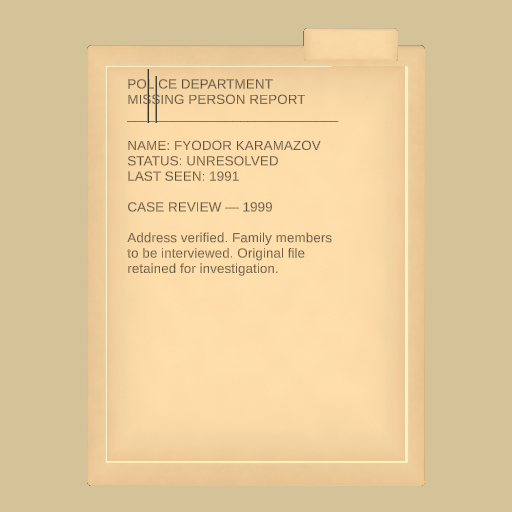 POLICE DEPARTMENT
MISSING PERSON REPORT
NAME: FYODOR KARAMAZOV
STATUS: UNRESOLVED
LAST SEEN: 1991
CASE REVIEW — 1999
Address verified. Family members
to be interviewed. Original file
retained for investigation.